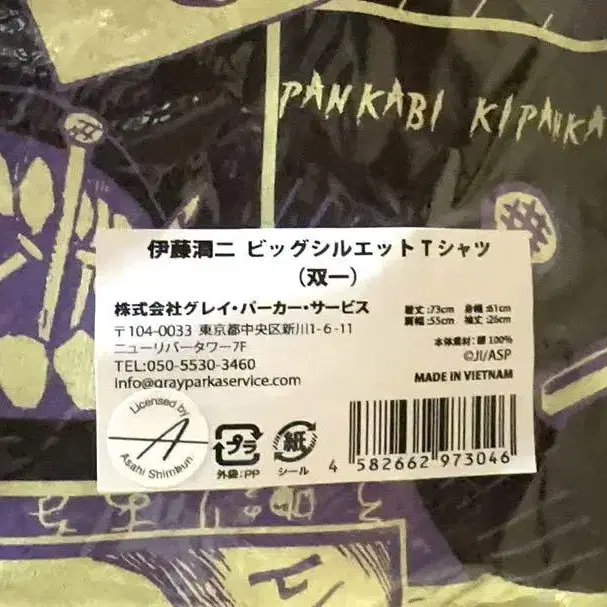 PANKABI KIPANKA
伊藤潤二 ビッグシルエットTシャツ
(双一)
株式会社グレイ・パーカー・サービス
〒104-0033 東京都中央区新川1-6-11
ニューリバータワー7F
TEL:050-5530-3460
info@grayparkaservice.com
着丈:73cm 身幅:61cm
肩幅:55cm 袖丈:26cm
本体素材:綿 100%
©JI/ASP
MADE IN VIETNAM
Licensed by
A
Asahi Shimbun
プラ
外袋:PP
紙
シール
4 582662 973046